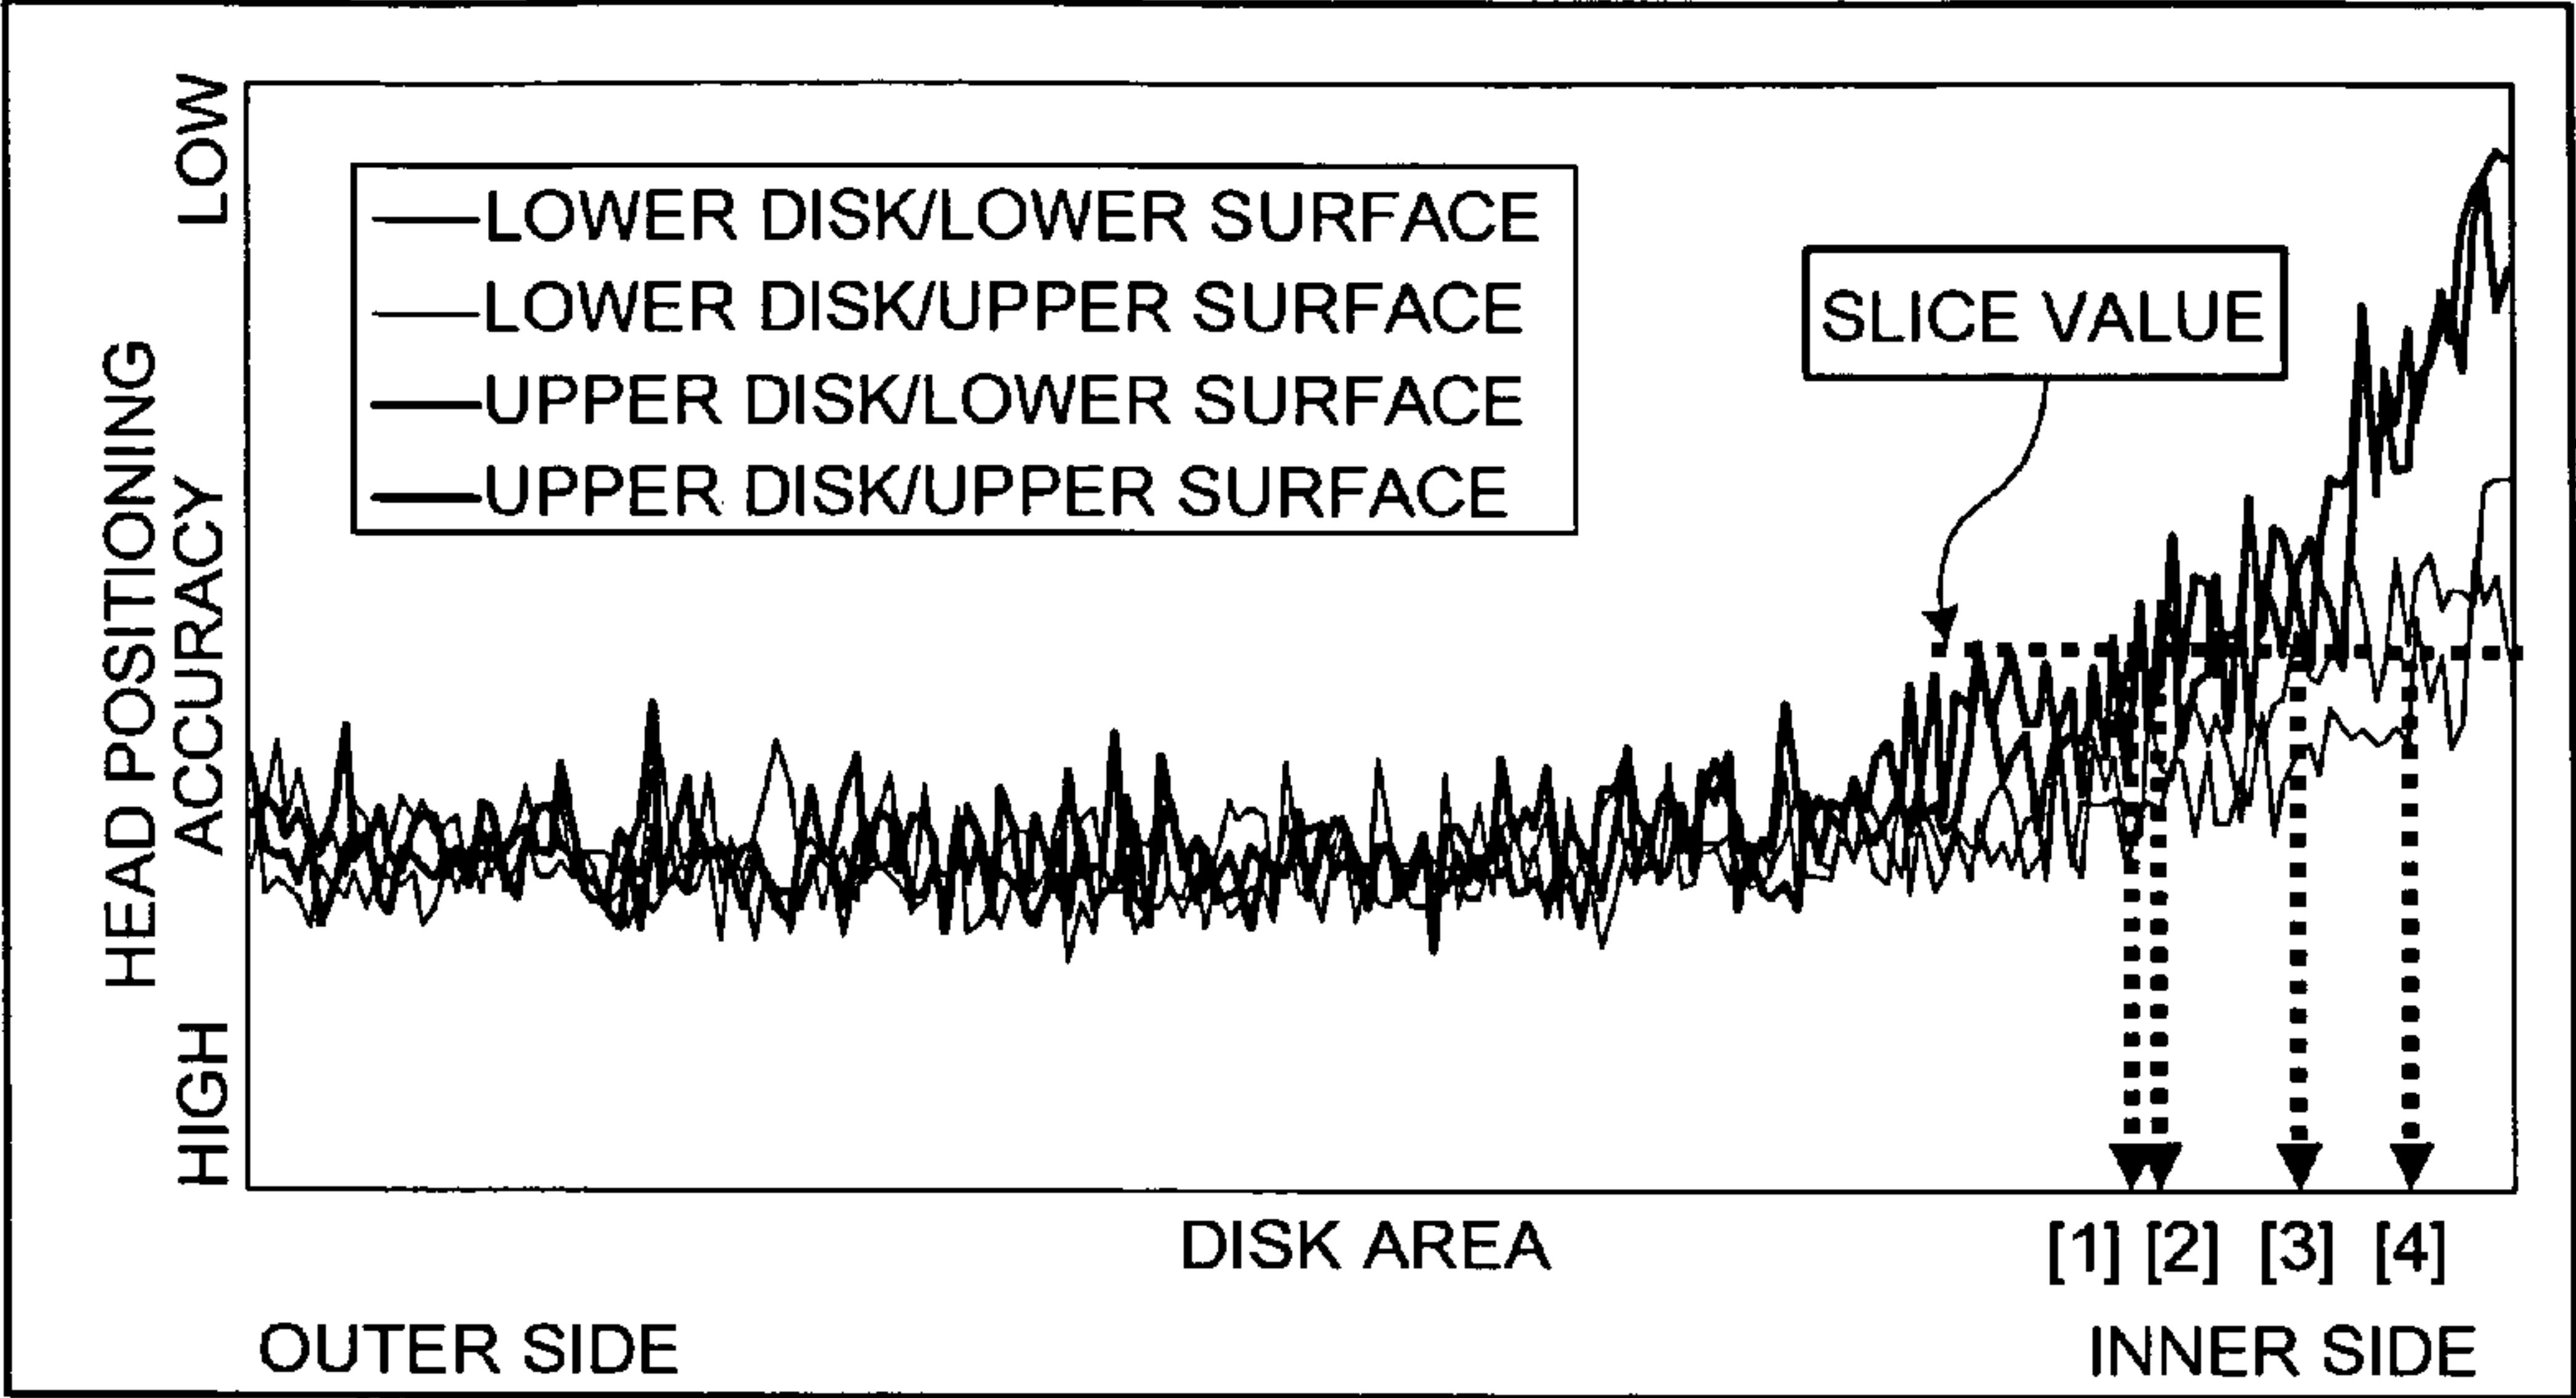 LOW
LOWER DISK/LOWER SURFACE
LOWER DISK/UPPER SURFACE
UPPER DISK/LOWER SURFACE
UPPER DISK/UPPER SURFACE
SLICE VALUE
HEAD POSITIONING
ACCURACY
HIGH
DISK AREA
[1] [2] [3] [4]
OUTER SIDE
INNER SIDE